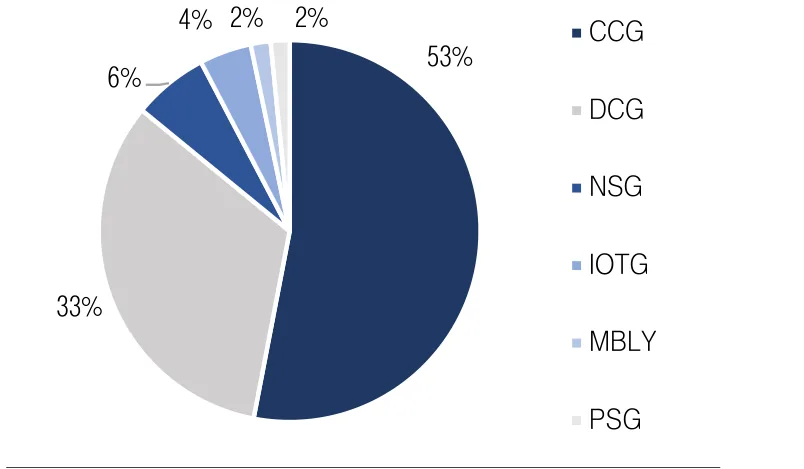 4% 2% 2%
53%
6%
33%
CCG
DCG
NSG
IOTG
MBLY
PSG